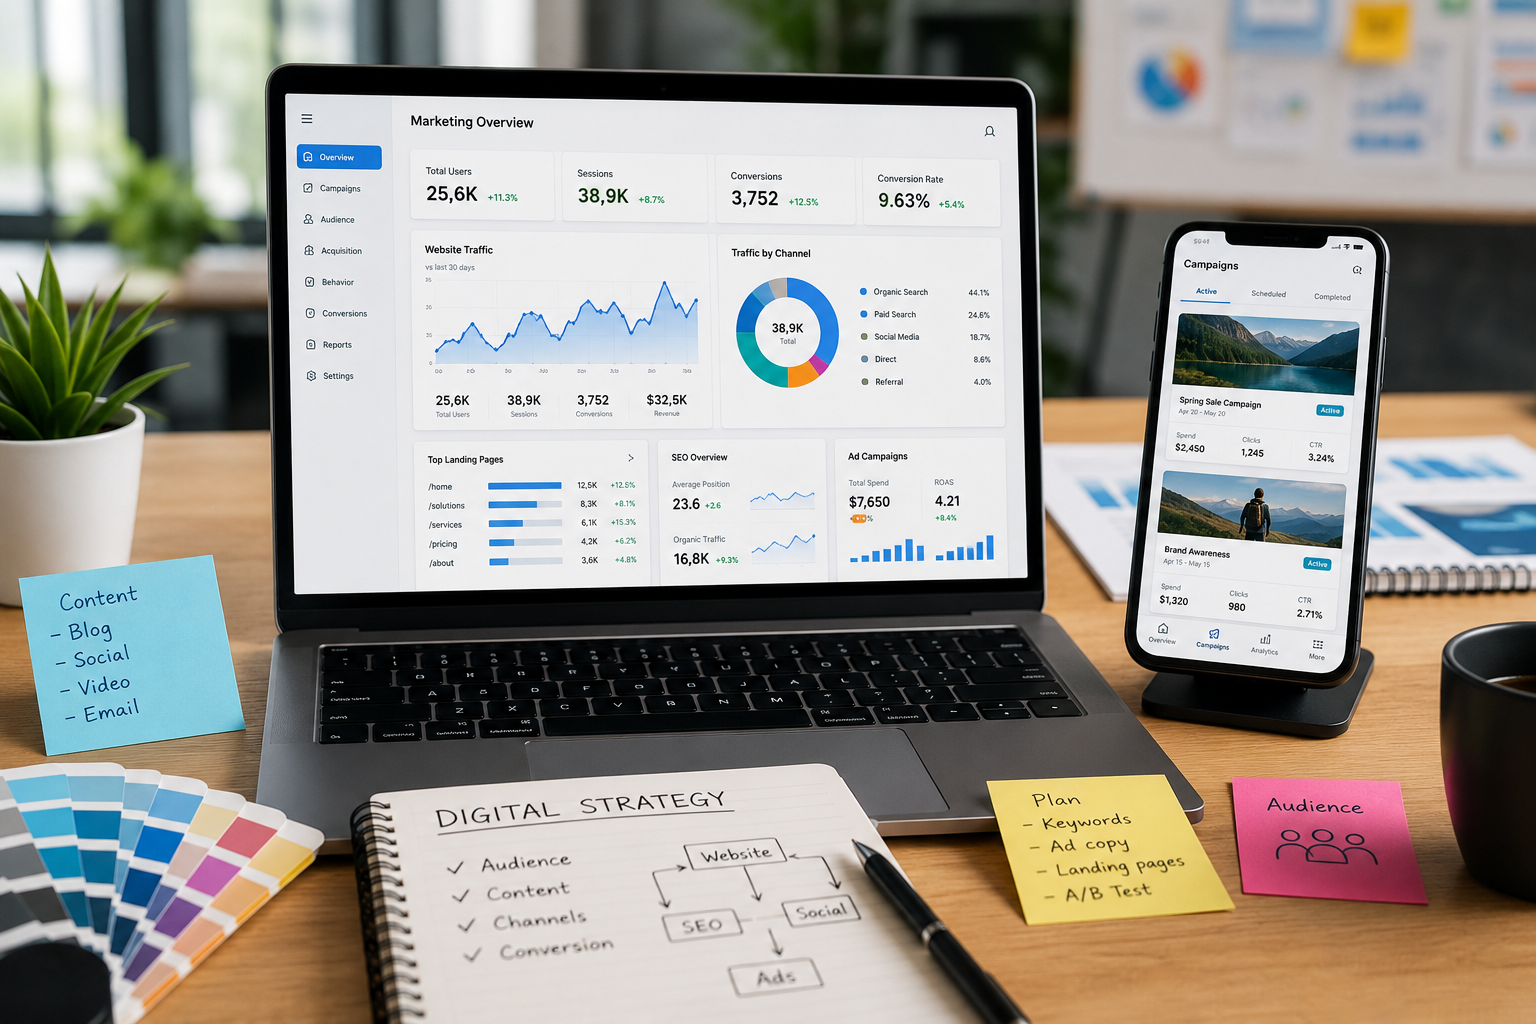 Marketing Overview
Overview
Campaigns
Audience
Acquisition
Behavior
Conversions
Reports
Settings
Total Users
25,6K +11.3%
Sessions
38,9K +8.7%
Conversions
3,752 +12.5%
Conversion Rate
9.63% +5.4%
Website Traffic
vs last 30 days
25,6K
Total Users
38,9K
Sessions
3,752
Conversions
$32,5K
Revenue
Traffic by Channel
38,9K
Total
Organic Search 44.1%
Paid Search 24.6%
Social Media 18.7%
Direct 8.6%
Referral 4.0%
Top Landing Pages
/home 12,5K +12.5%
/solutions 8,3K +8.1%
/services 6,1K +15.3%
/pricing 4,2K +6.2%
/about 3,6K +4.8%
SEO Overview
Average Position
23.6 +2.6
Organic Traffic
16,8K +9.3%
Ad Campaigns
Total Spend
$7,650
ROAS
4.21
+8.4%
Campaigns
Active Scheduled Completed
Spring Sale Campaign
Apr 20 - May 20
Active
Spend Clicks CTR
$2,450 1,245 3.24%
Brand Awareness
Apr 15 - May 15
Active
Spend Clicks CTR
$1,320 980 2.71%
Overview Campaigns Analytics More
Content
- Blog
- Social
- Video
- Email
DIGITAL STRATEGY
✓ Audience
✓ Content
✓ Channels
✓ Conversion
Website
SEO
Social
Ads
Plan
- Keywords
- Ad copy
- Landing pages
- A/B Test
Audience